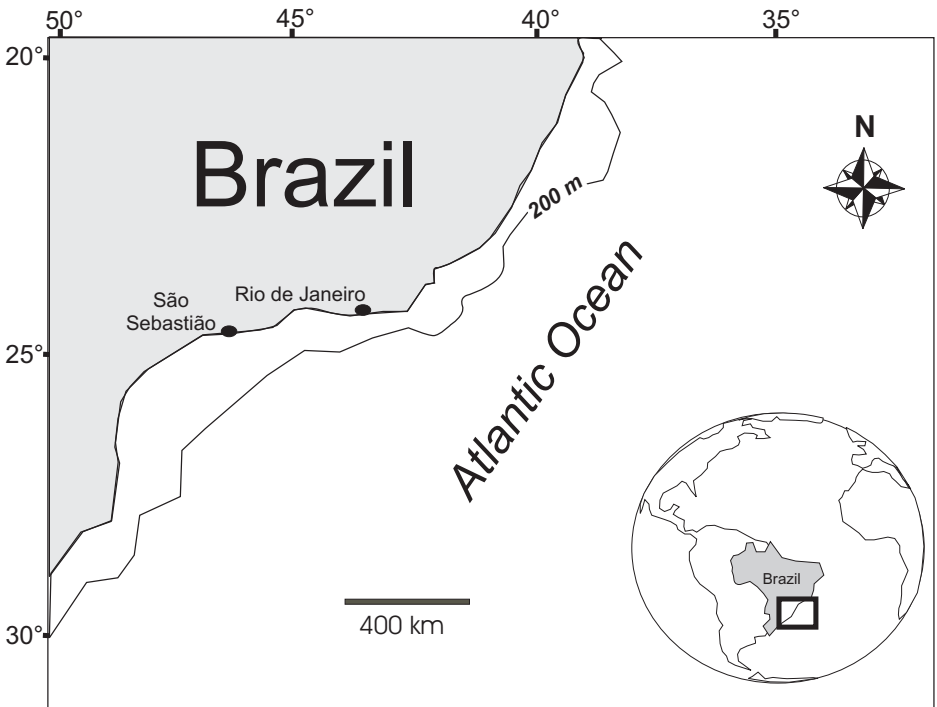 50° 45° 40° 35°
20°
N
Brazil
200 m
Rio de Janeiro
São
Sebastião
25°
Atlantic Ocean
Brazil
400 km
30°